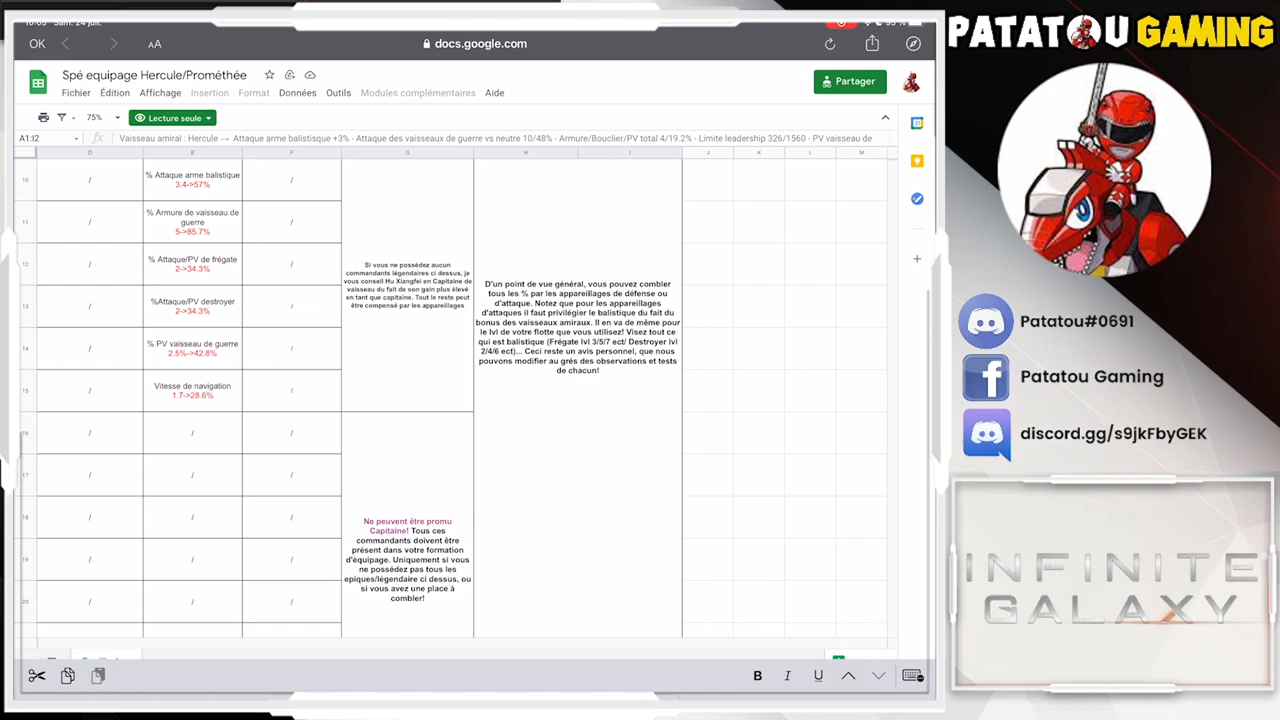 OK
AA
docs.google.com
Spé equipage Hercule/Prométhée
Partager
Fichier Édition Affichage Insertion Format Données Outils Modules complémentaires Aide
75%
Lecture seule
A1:I2
fx
Vaisseau amiral : Hercule → Attaque arme balistisque +3% - Attaque des vaisseaux de guerre vs neutre 10/48% - Armure/Bouclier/PV total 4/19.2% - Limite leadership 326/1560 - PV vaisseau de
D E F G H I J K L M
10
/
% Attaque arme balistique
3.4->57%
/
11
/
% Armure de vaisseau de
guerre
5->85.7%
/
12
/
% Attaque/PV de frégate
2->34.3%
/
13
/
%Attaque/PV destroyer
2->34.3%
/
14
/
% PV vaisseau de guerre
2.5%->42.8%
/
15
/
Vitesse de navigation
1.7->28.6%
/
16
/ / /
17
/ / /
18
/ / /
19
/ / /
20
/ / /
Si vous ne possédez aucun
commandants légendaires ci dessus, je
vous conseil Hu Xiangfei en Capitaine de
vaisseau du fait de son gain plus élevé
en tant que capitaine. Tout le reste peut
être compensé par les appareillages
Ne peuvent être promu
Capitaine! Tous ces
commandants doivent être
présent dans votre formation
d'équipage. Uniquement si vous
ne possédez pas tous les
epiques/légendaire ci dessus, ou
si vous avez une place à
combler!
D'un point de vue général, vous pouvez combler
tous les % par les appareillages de défense ou
d'attaque. Notez que pour les appareillages
d'attaques il faut privilégier le balistique du fait du
bonus des vaisseaux amiraux. Il en va de même pour
le lvl de votre flotte que vous utilisez! Visez tout ce
qui est balistique (Frégate lvl 3/5/7 ect/ Destroyer lvl
2/4/6 ect)... Ceci reste un avis personnel, que nous
pouvons modifier au grés des observations et tests
de chacun!
B I U
PATATOU GAMING
Patatou#0691
Patatou Gaming
discord.gg/s9jkFbyGEK
INFINITE
GALAXY